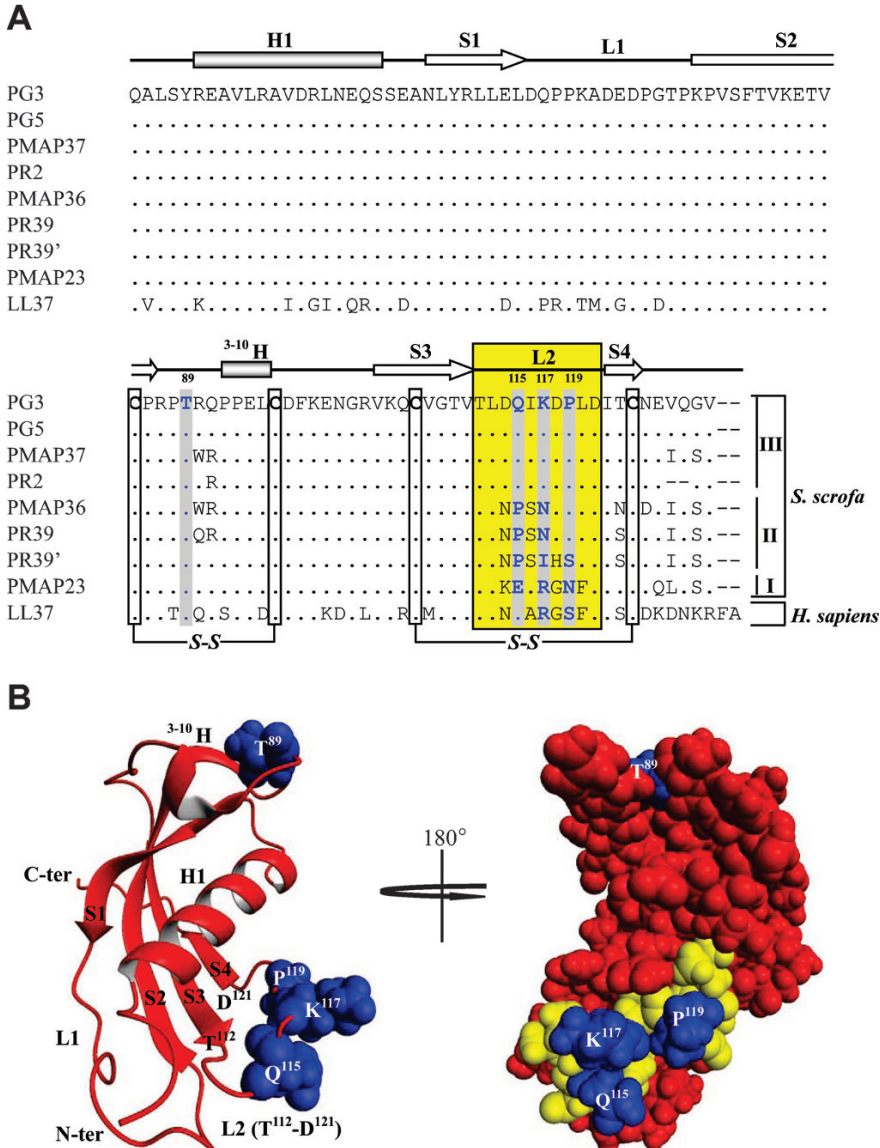 A
H1 S1 L1 S2
PG3 QALSYREAVLRAVDRLNEQSSEANLYRLLELDQPPKADEDPGTPKPVSFTVKETV
PG5 .......................................................
PMAP37 .......................................................
PR2 .......................................................
PMAP36 .......................................................
PR39 .......................................................
PR39’ .......................................................
PMAP23 .......................................................
LL37 .V...K......I.GI.QR..D.......D..PR.TM.G..D.............
3-10 H S3 L2 S4
89 115 117 119
PG3 CPRPTRQPPELCDFKENGRVKQCVGTVTLDQIKDPLDITCNEVQGV--
PG5 ..............................................--
PMAP37 .....WR...................................I.S.--
PR2 ......R...................................--..--
PMAP36 .....WR......................NPSN.....N.D.I.S.--
PR39 .....QR......................NPSN.....S...I.S.--
PR39’ .............................NPSIHS...S...I.S.--
PMAP23 .............................KE.RGNF.....QL.S.--
LL37 ...T.Q.S..D....KD.L..R.M.....N.ARGSF..S.DKDNKRFA
III
II
I
S. scrofa
H. sapiens
S-S S-S
B
3-10 H T89
C-ter H1
S1
S4 P119
D121
S2 S3 K117
T112
L1
Q115
N-ter L2 (T112-D121)
180°
T89
P119
K117
Q115